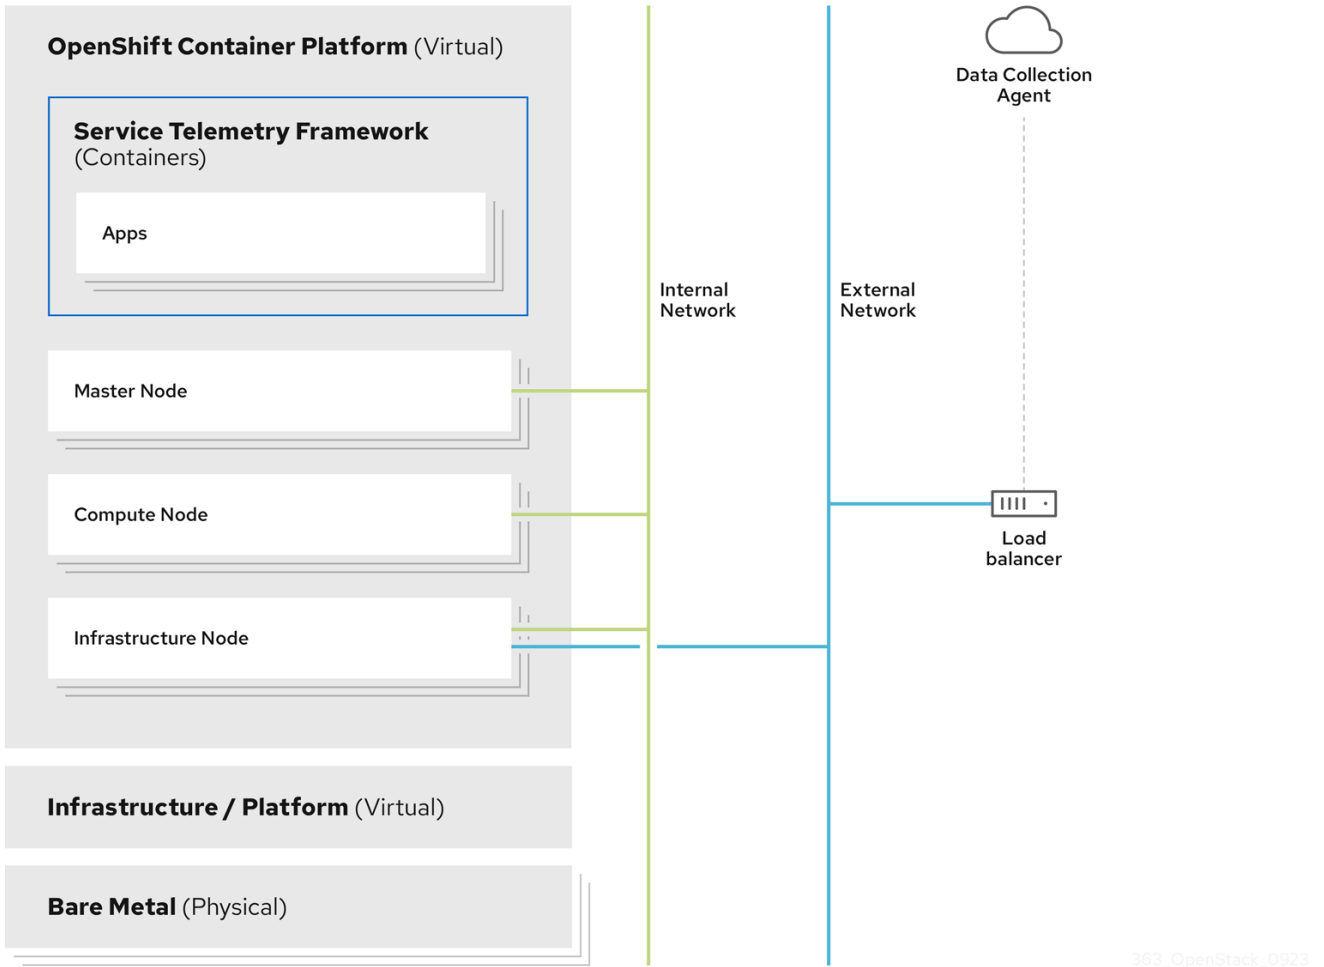 OpenShift Container Platform (Virtual)
Service Telemetry Framework
(Containers)
Apps
Master Node
Compute Node
Infrastructure Node
Infrastructure / Platform (Virtual)
Bare Metal (Physical)
Internal
Network
External
Network
Data Collection
Agent
Load
balancer
363_OpenStack_0923